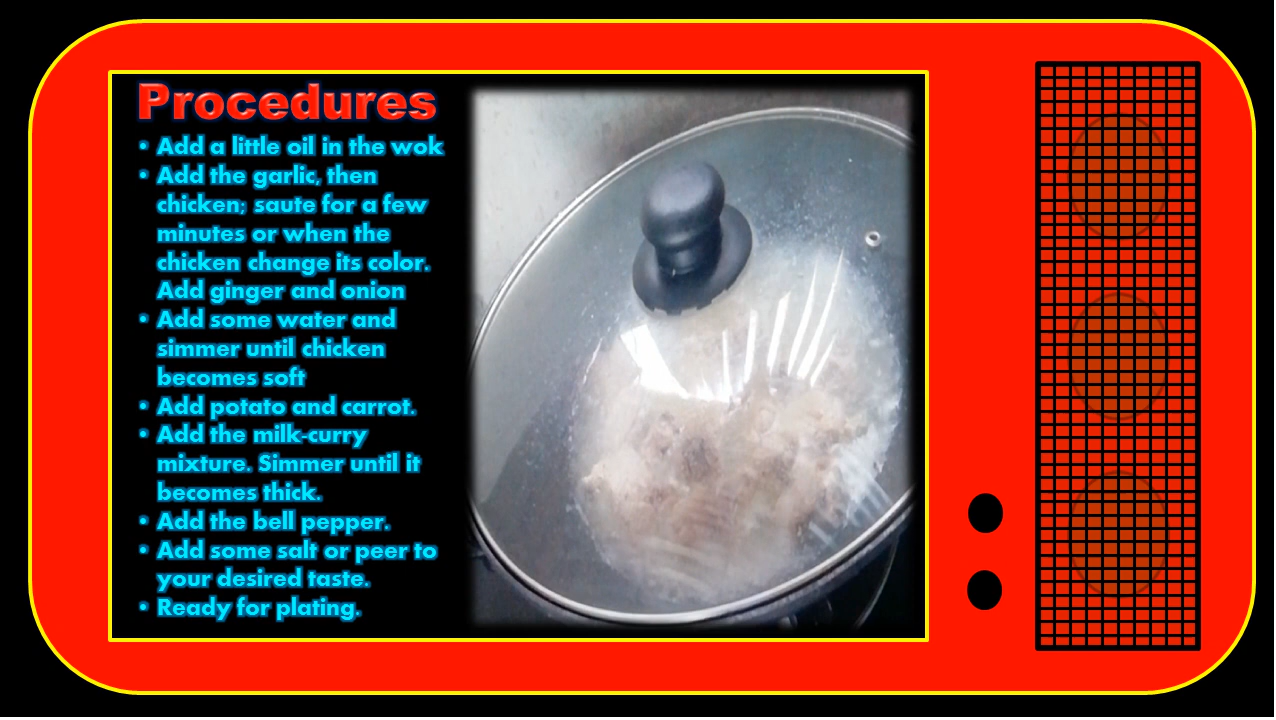 Procedures
• Add a little oil in the wok
• Add the garlic, then
chicken; saute for a few
minutes or when the
chicken change its color.
Add ginger and onion
• Add some water and
simmer until chicken
becomes soft
• Add potato and carrot.
• Add the milk-curry
mixture. Simmer until it
becomes thick.
• Add the bell pepper.
• Add some salt or peer to
your desired taste.
• Ready for plating.